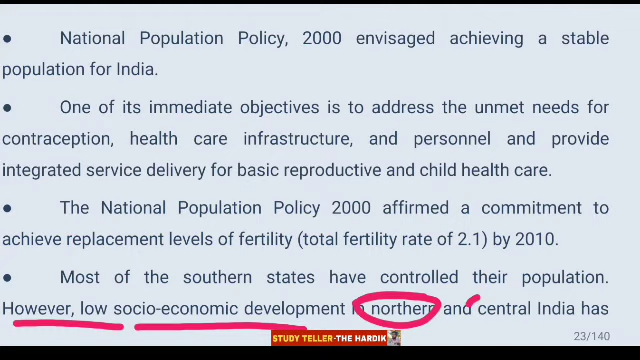 ● National Population Policy, 2000 envisaged achieving a stable
population for India.
● One of its immediate objectives is to address the unmet needs for
contraception, health care infrastructure, and personnel and provide
integrated service delivery for basic reproductive and child health care.
● The National Population Policy 2000 affirmed a commitment to
achieve replacement levels of fertility (total fertility rate of 2.1) by 2010.
● Most of the southern states have controlled their population.
However, low socio-economic development in northern and central India has
STUDY TELLER-THE HARDIK
23/140